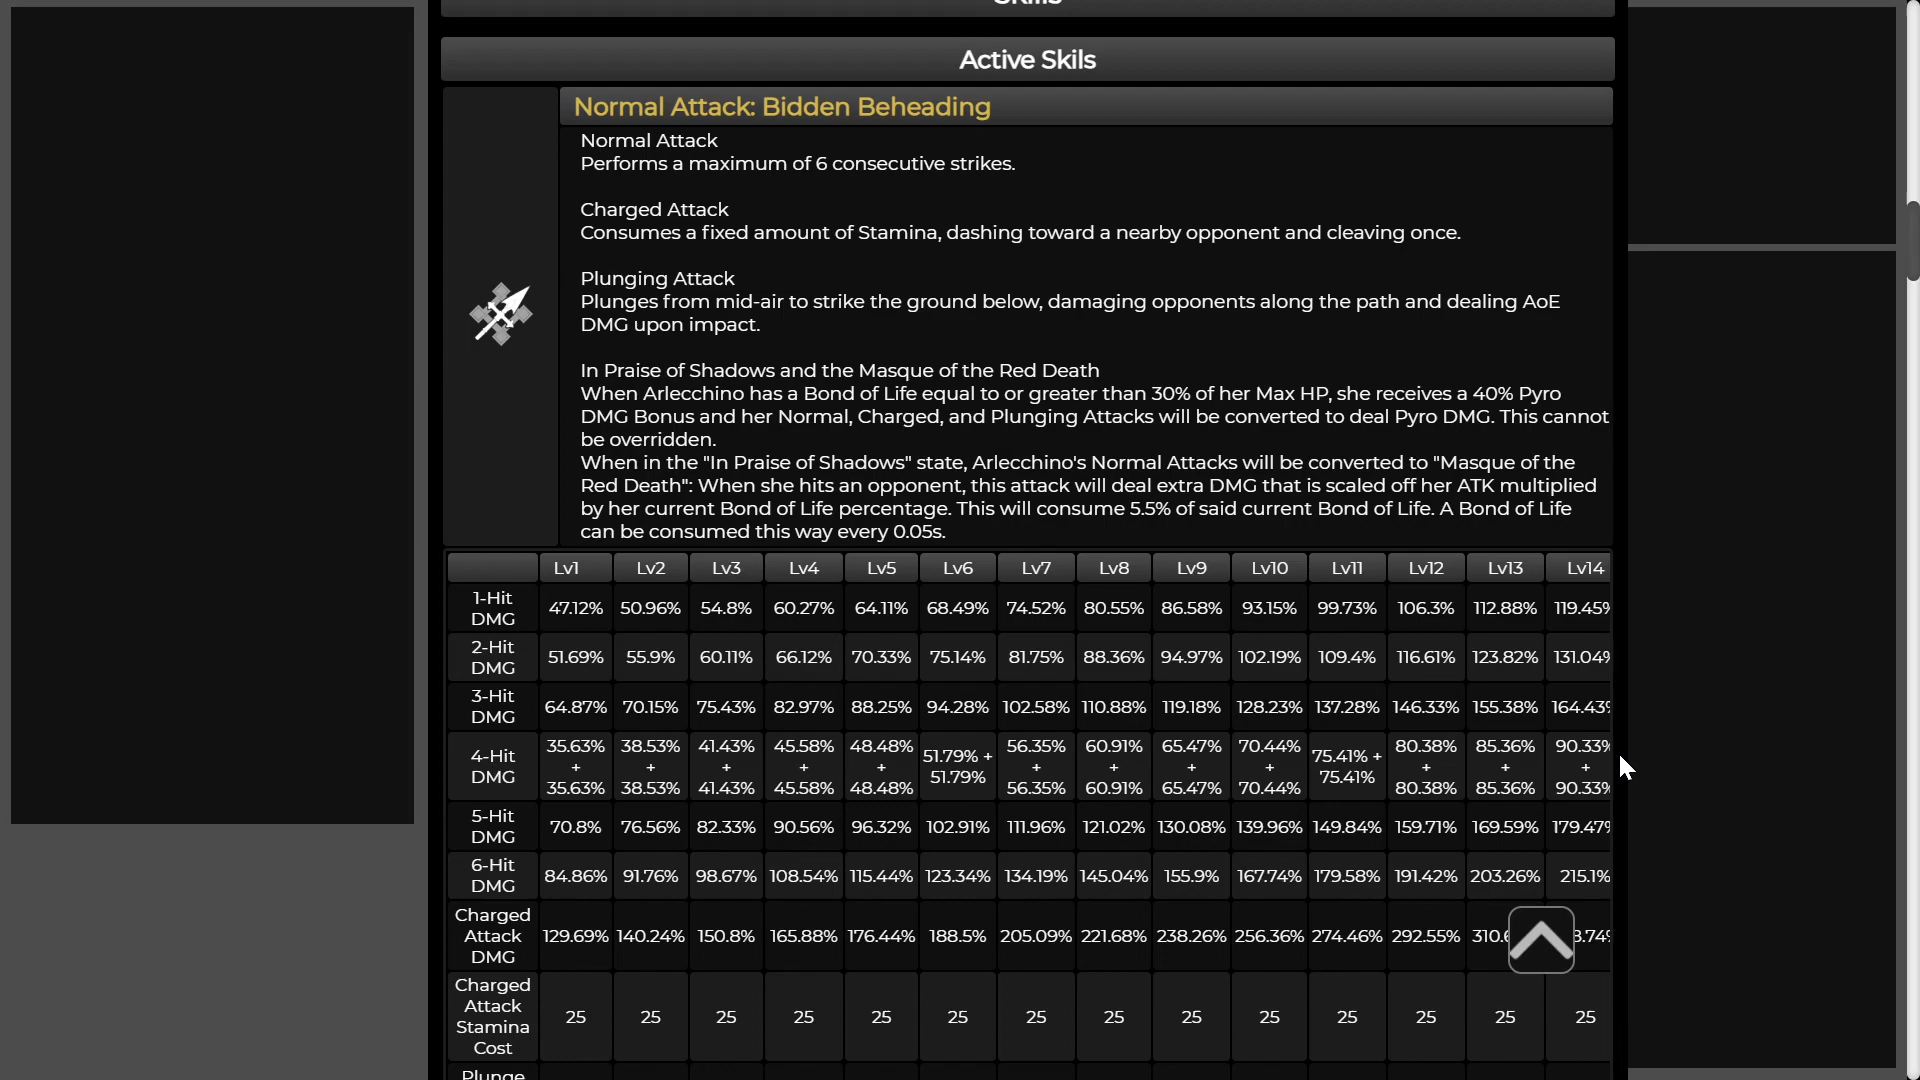 Skills
Active Skils
Normal Attack: Bidden Beheading
Normal Attack
Performs a maximum of 6 consecutive strikes.
Charged Attack
Consumes a fixed amount of Stamina, dashing toward a nearby opponent and cleaving once.
Plunging Attack
Plunges from mid-air to strike the ground below, damaging opponents along the path and dealing AoE
DMG upon impact.
In Praise of Shadows and the Masque of the Red Death
When Arlecchino has a Bond of Life equal to or greater than 30% of her Max HP, she receives a 40% Pyro
DMG Bonus and her Normal, Charged, and Plunging Attacks will be converted to deal Pyro DMG. This cannot
be overridden.
When in the "In Praise of Shadows" state, Arlecchino's Normal Attacks will be converted to "Masque of the
Red Death": When she hits an opponent, this attack will deal extra DMG that is scaled off her ATK multiplied
by her current Bond of Life percentage. This will consume 5.5% of said current Bond of Life. A Bond of Life
can be consumed this way every 0.05s.
Lv1 Lv2 Lv3 Lv4 Lv5 Lv6 Lv7 Lv8 Lv9 Lv10 Lv11 Lv12 Lv13 Lv14
1-Hit
DMG
47.12% 50.96% 54.8% 60.27% 64.11% 68.49% 74.52% 80.55% 86.58% 93.15% 99.73% 106.3% 112.88% 119.45%
2-Hit
DMG
51.69% 55.9% 60.11% 66.12% 70.33% 75.14% 81.75% 88.36% 94.97% 102.19% 109.4% 116.61% 123.82% 131.04%
3-Hit
DMG
64.87% 70.15% 75.43% 82.97% 88.25% 94.28% 102.58% 110.88% 119.18% 128.23% 137.28% 146.33% 155.38% 164.43%
4-Hit
DMG
35.63% + 35.63% 38.53% + 38.53% 41.43% + 41.43% 45.58% + 45.58% 48.48% + 48.48% 51.79% + 51.79% 56.35% + 56.35% 60.91% + 60.91% 65.47% + 65.47% 70.44% + 70.44% 75.41% + 75.41% 80.38% + 80.38% 85.36% + 85.36% 90.33% + 90.33%
5-Hit
DMG
70.8% 76.56% 82.33% 90.56% 96.32% 102.91% 111.96% 121.02% 130.08% 139.96% 149.84% 159.71% 169.59% 179.47%
6-Hit
DMG
84.86% 91.76% 98.67% 108.54% 115.44% 123.34% 134.19% 145.04% 155.9% 167.74% 179.58% 191.42% 203.26% 215.1%
Charged
Attack
DMG
129.69% 140.24% 150.8% 165.88% 176.44% 188.5% 205.09% 221.68% 238.26% 256.36% 274.46% 292.55%
Charged
Attack
Stamina
Cost
25 25 25 25 25 25 25 25 25 25 25 25 25 25
Plunge